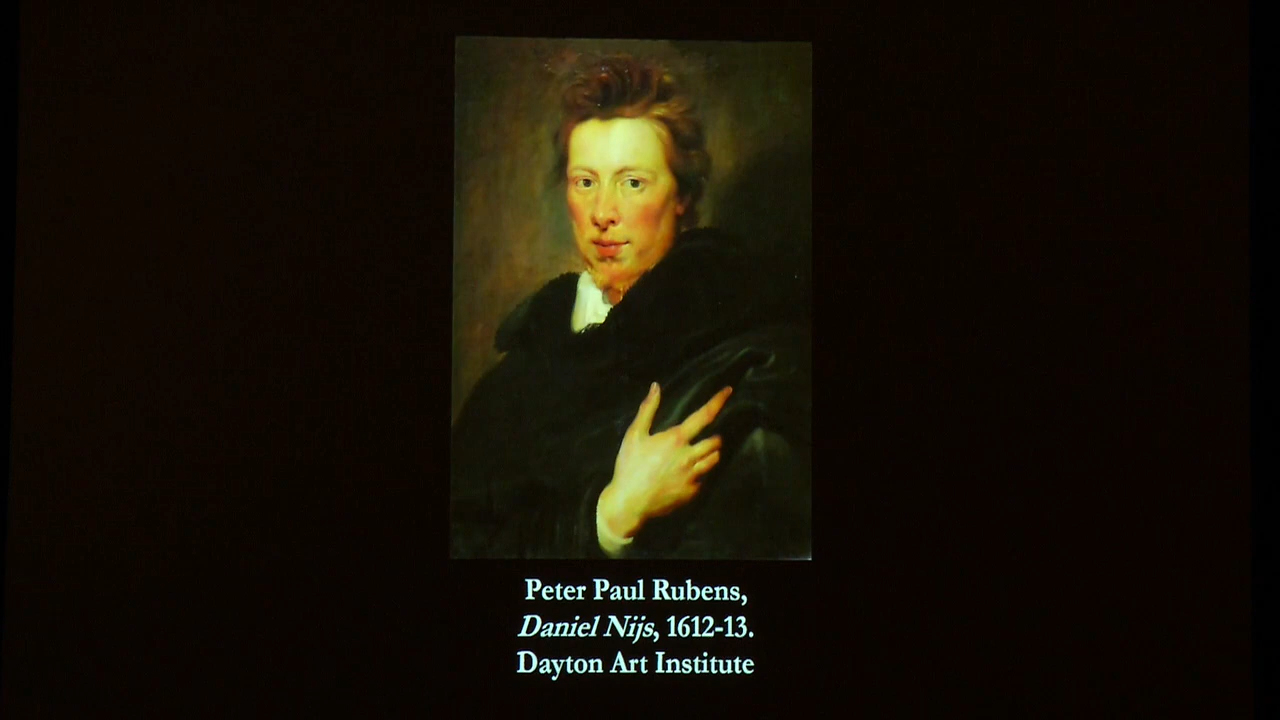 Peter Paul Rubens,
Daniel Nijs, 1612-13.
Dayton Art Institute